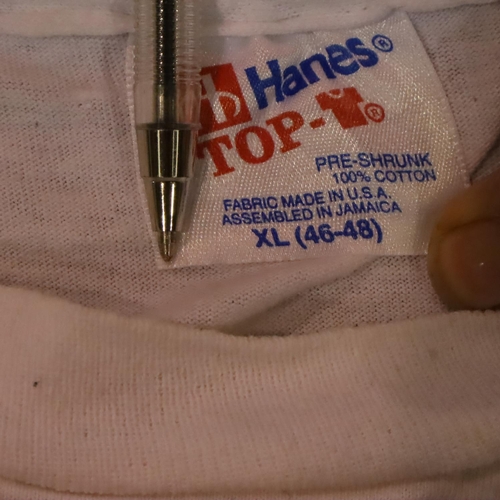 h Hanes®
TOP-T®
PRE-SHRUNK
100% COTTON
FABRIC MADE IN U.S.A.
ASSEMBLED IN JAMAICA
XL (46-48)